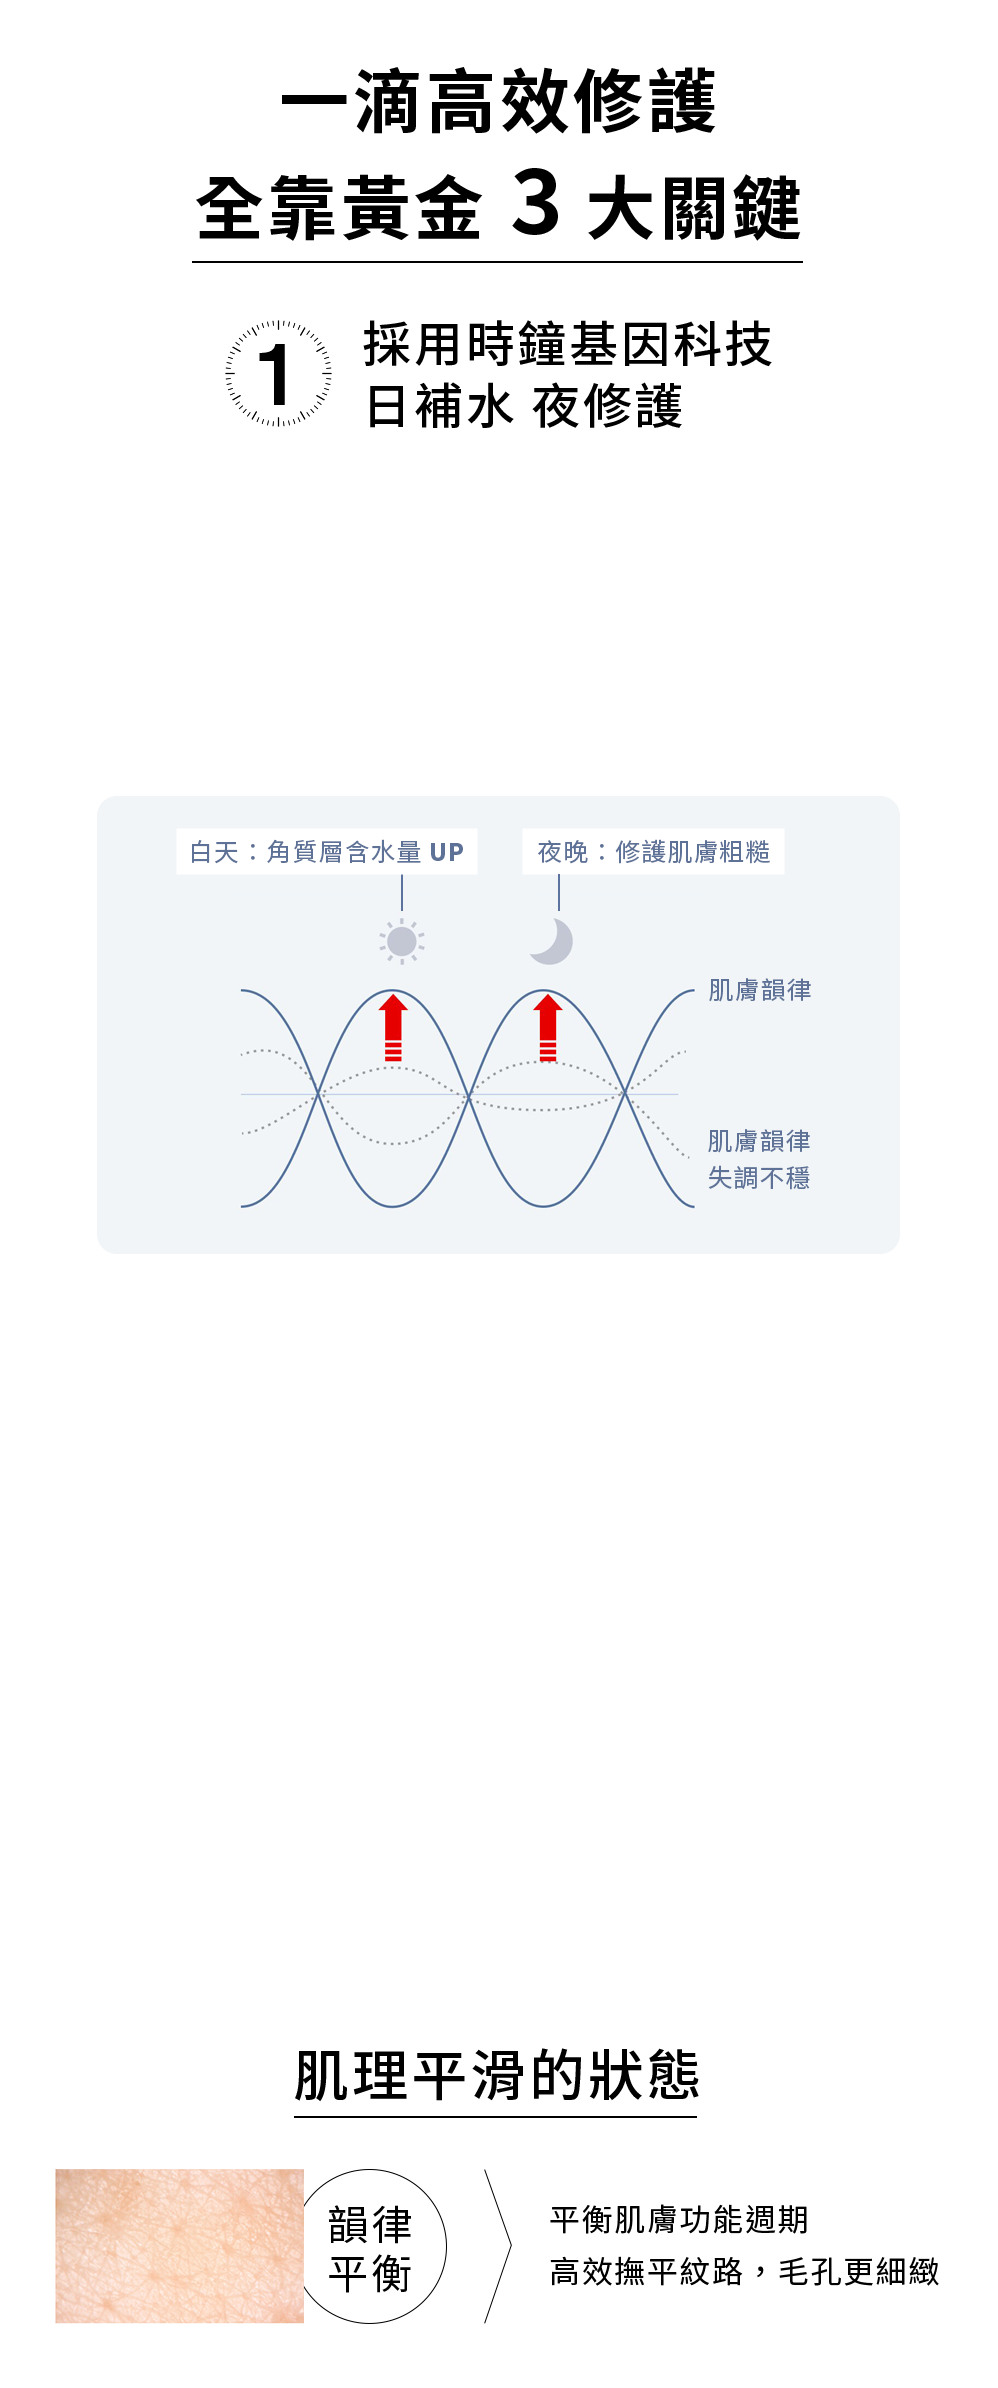 一滴高效修護
全靠黃金 3 大關鍵
1
採用時鐘基因科技
日補水 夜修護
白天：角質層含水量 UP
夜晚：修護肌膚粗糙
肌膚韻律
肌膚韻律
失調不穩
肌理平滑的狀態
韻律
平衡
平衡肌膚功能週期
高效撫平紋路，毛孔更細緻